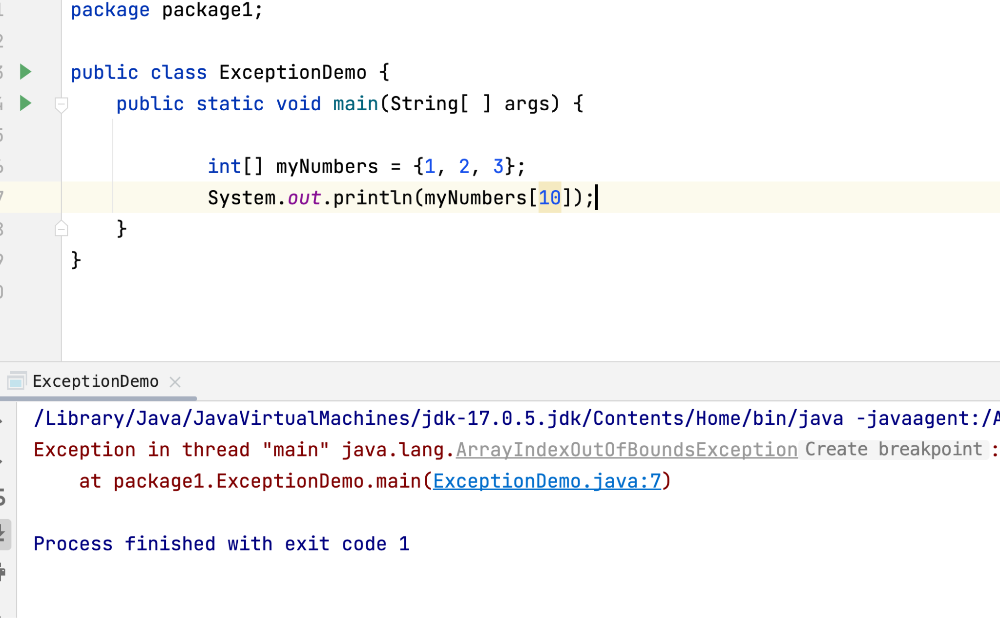 package package1;
public class ExceptionDemo {
public static void main(String[ ] args) {
int[] myNumbers = {1, 2, 3};
System.out.println(myNumbers[10]);
}
}
ExceptionDemo
/Library/Java/JavaVirtualMachines/jdk-17.0.5.jdk/Contents/Home/bin/java -javaagent:/A
Exception in thread "main" java.lang.ArrayIndexOutOfBoundsException Create breakpoint :
at package1.ExceptionDemo.main(ExceptionDemo.java:7)
Process finished with exit code 1